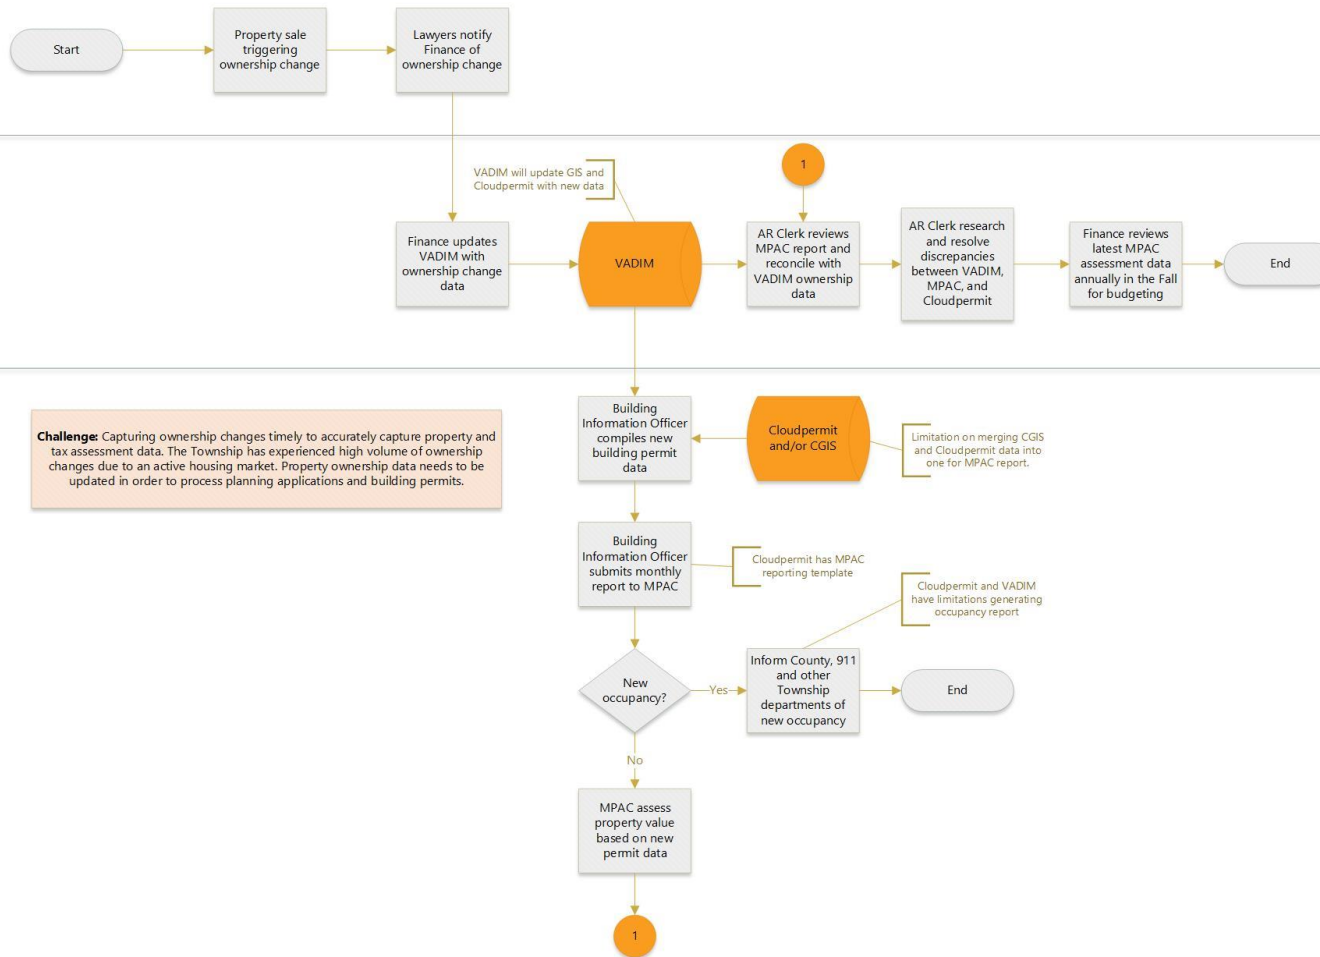 Start
Property sale
triggering
ownership change
Lawyers notify
Finance of
ownership change
VADIM will update GIS and
Cloudpermit with new data
1
Finance updates
VADIM with
ownership change
data
VADIM
AR Clerk reviews
MPAC report and
reconcile with
VADIM ownership
data
AR Clerk research
and resolve
discrepancies
between VADIM,
MPAC, and
Cloudpermit
Finance reviews
latest MPAC
assessment data
annually in the Fall
for budgeting
End
Challenge: Capturing ownership changes timely to accurately capture property and
tax assessment data. The Township has experienced high volume of ownership
changes due to an active housing market. Property ownership data needs to be
updated in order to process planning applications and building permits.
Building
Information Officer
compiles new
building permit
data
Cloudpermit
and/or CGIS
Limitation on merging CGIS
and Cloudpermit data into
one for MPAC report.
Building
Information Officer
submits monthly
report to MPAC
Cloudpermit has MPAC
reporting template
Cloudpermit and VADIM
have limitations generating
occupancy report
New
occupancy?
Yes
Inform County, 911
and other
Township
departments of
new occupancy
End
No
MPAC assess
property value
based on new
permit data
1